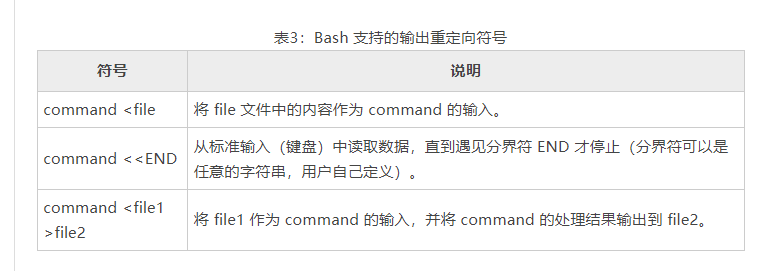 表3：Bash 支持的输出重定向符号
符号 说明
command <file 将 file 文件中的内容作为 command 的输入。
command <<END 从标准输入（键盘）中读取数据，直到遇见分界符 END 才停止（分界符可以是
任意的字符串，用户自己定义）。
command <file1
>file2
将 file1 作为 command 的输入，并将 command 的处理结果输出到 file2。